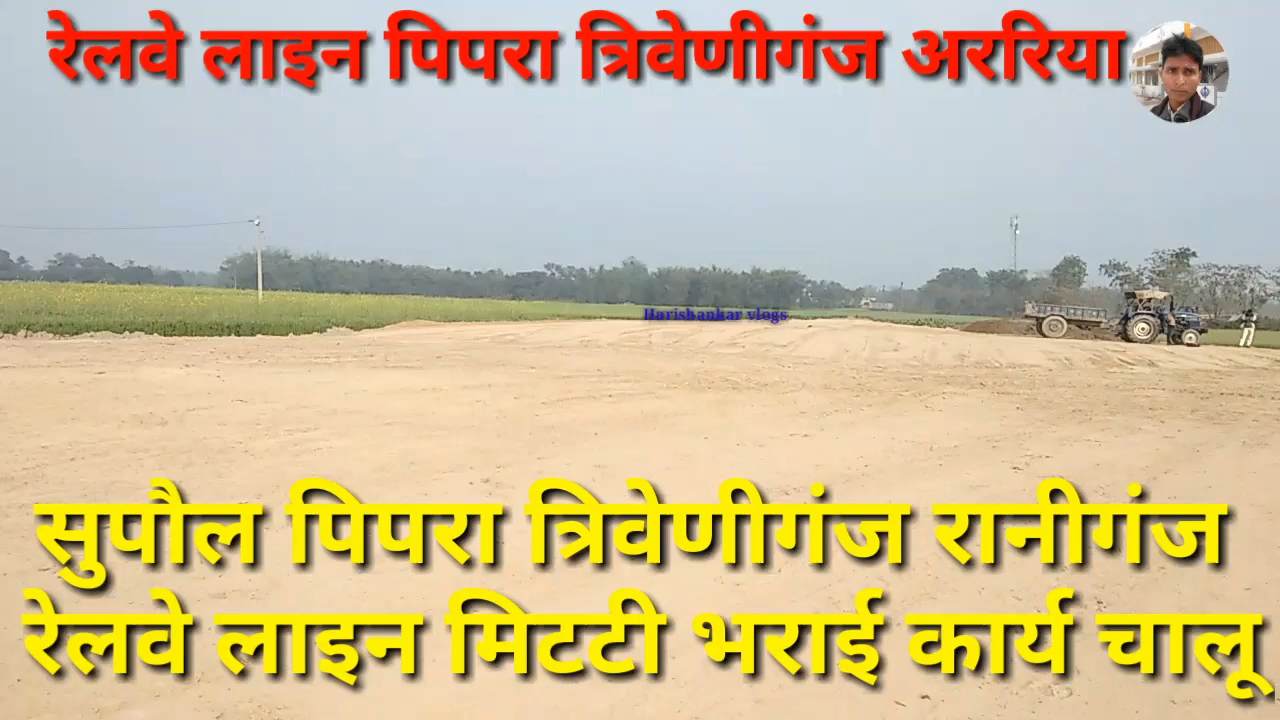 रेलवे लाइन पिपरा त्रिवेणीगंज अररिया
Harishankar vlogs
सुपौल पिपरा त्रिवेणीगंज रानीगंज
रेलवे लाइन मिटटी भराई कार्य चालू